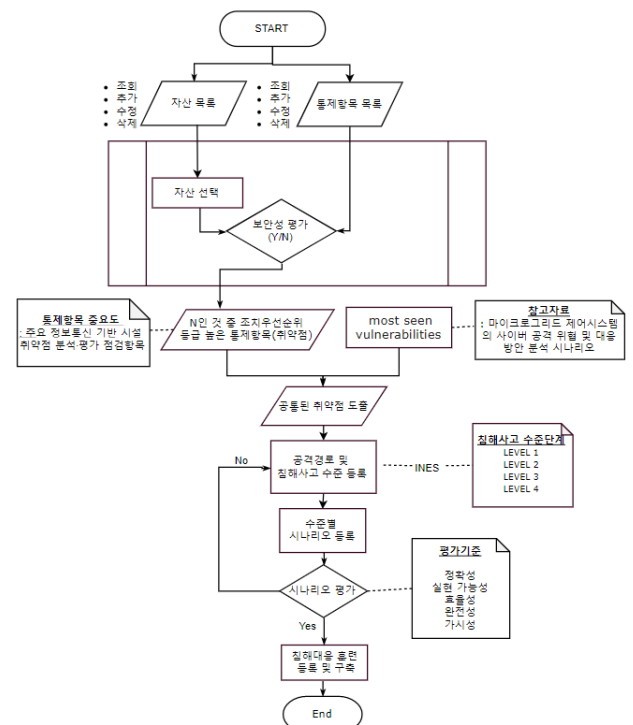 START
조회
추가
수정
삭제
자산 목록
조회
추가
수정
삭제
통제항목 목록
자산 선택
보안성 평가
(Y/N)
통제항목 중요도
: 주요 정보통신 기반 시설
취약점 분석·평가 점검항목
N인 것 중 조치우선순위
등급 높은 통제항목(취약점)
most seen
vulnerabilities
참고자료
: 마이크로그리드 제어시스템
의 사이버 공격 위협 및 대응
방안 분석 시나리오
공통된 취약점 도출
No
공격경로 및
침해사고 수준 등록
INES
침해사고 수준단계
LEVEL 1
LEVEL 2
LEVEL 3
LEVEL 4
수준별
시나리오 등록
시나리오 평가
평가기준
정확성
실현 가능성
효율성
완전성
가시성
Yes
침해대응 훈련
등록 및 구축
End